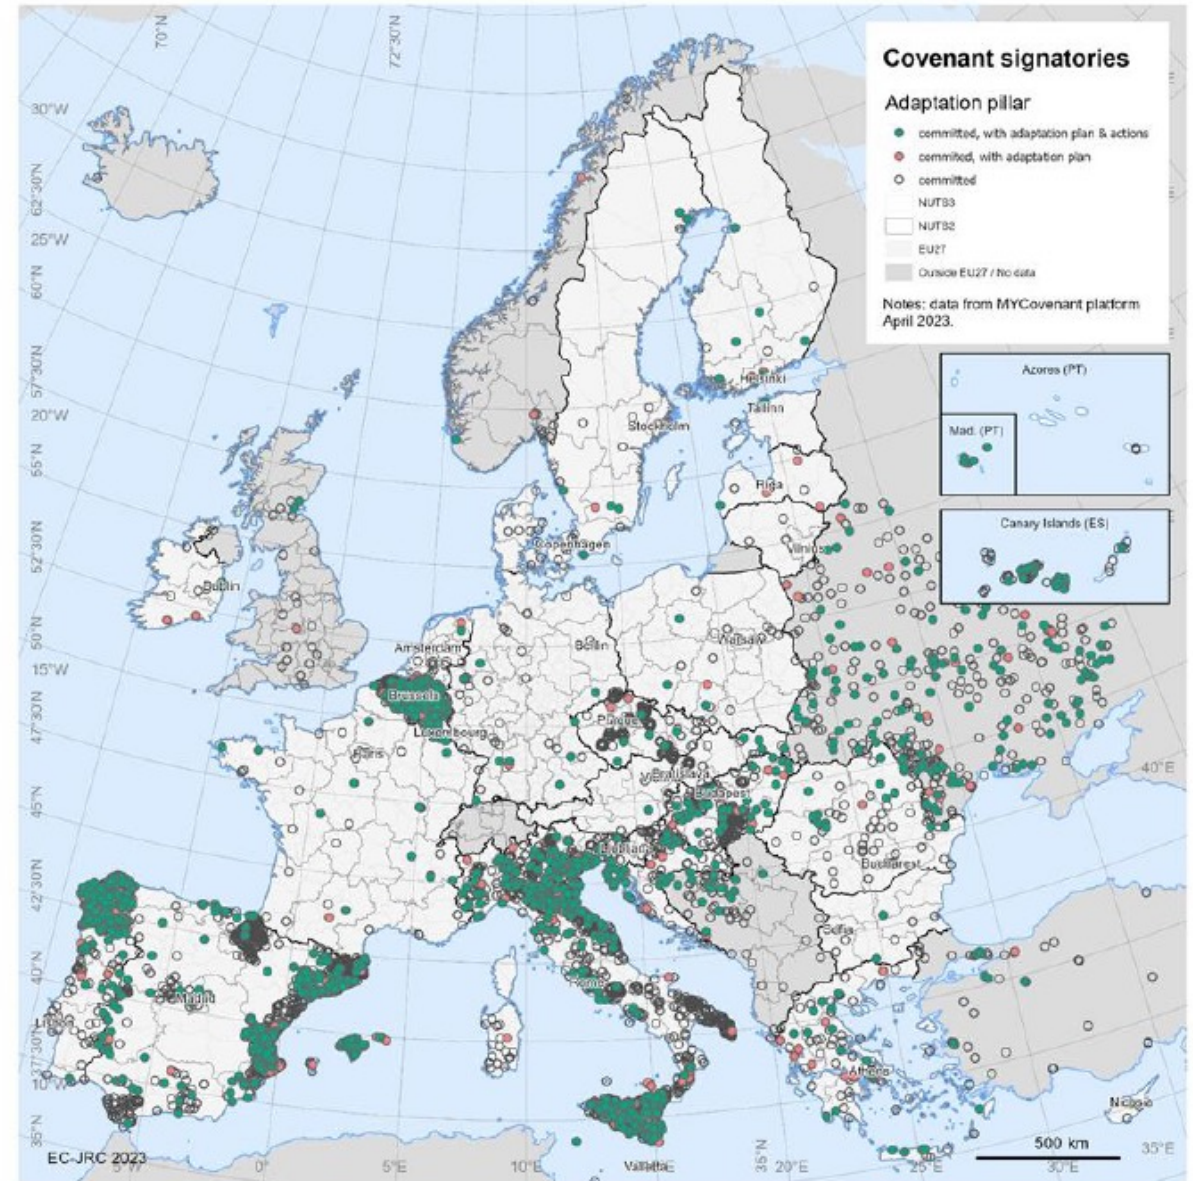 Covenant signatories
Adaptation pillar
committed, with adaptation plan & actions
commited, with adaptation plan
committed
NUTS3
NUTS2
EU27
Outside EU27 / No data
Notes: data from MYCovenant platform
April 2023.
Azores (PT)
Mad. (PT)
Canary Islands (ES)
70°N
72°30'N
30°W
62°30'N
25°W
60°N
57°30'N
20°W
55°N
52°30'N
50°N
15°W
47°30'N
45°N
42°30'N
40°N
37°30'N
10°W
35°N
40°E
Helsinki
Tallinn
Stockholm
Riga
Copenhagen
Vilnius
Dublin
Amsterdam
Berlin
Warsaw
Brussels
Prague
Luxembourg
Paris
Bratislava
Budapest
Ljubljana
Bucharest
Sofia
Rome
Madrid
Lisbon
Athens
Nicosia
Valletta
500 km
EC-JRC 2023
5°W
0°
5°E
10°E
35°N
20°E
25°E
30°E
35°E